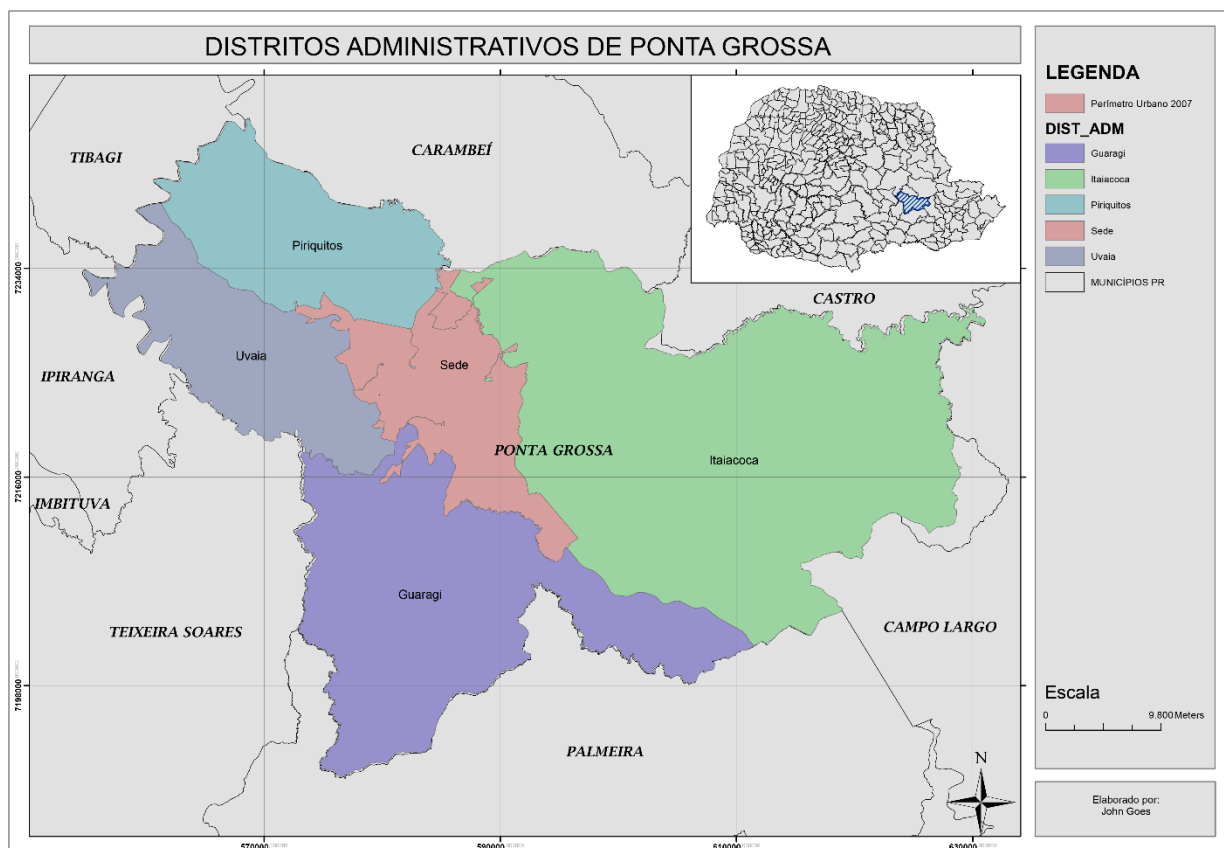 DISTRITOS ADMINISTRATIVOS DE PONTA GROSSA
TIBAGI
CARAMBEÍ
Piriquitos
CASTRO
Uvaia
Sede
IPIRANGA
PONTA GROSSA
Itaiacoca
IMBITUVA
Guaragi
TEIXEIRA SOARES
CAMPO LARGO
PALMEIRA
N
7234000
7216000
7198000
570000
590000
610000
630000
LEGENDA
Perímetro Urbano 2007
DIST_ADM
Guaragi
Itaiacoca
Piriquitos
Sede
Uvaia
MUNICÍPIOS PR
Escala
0 9.800 Meters
Elaborado por:
John Goes